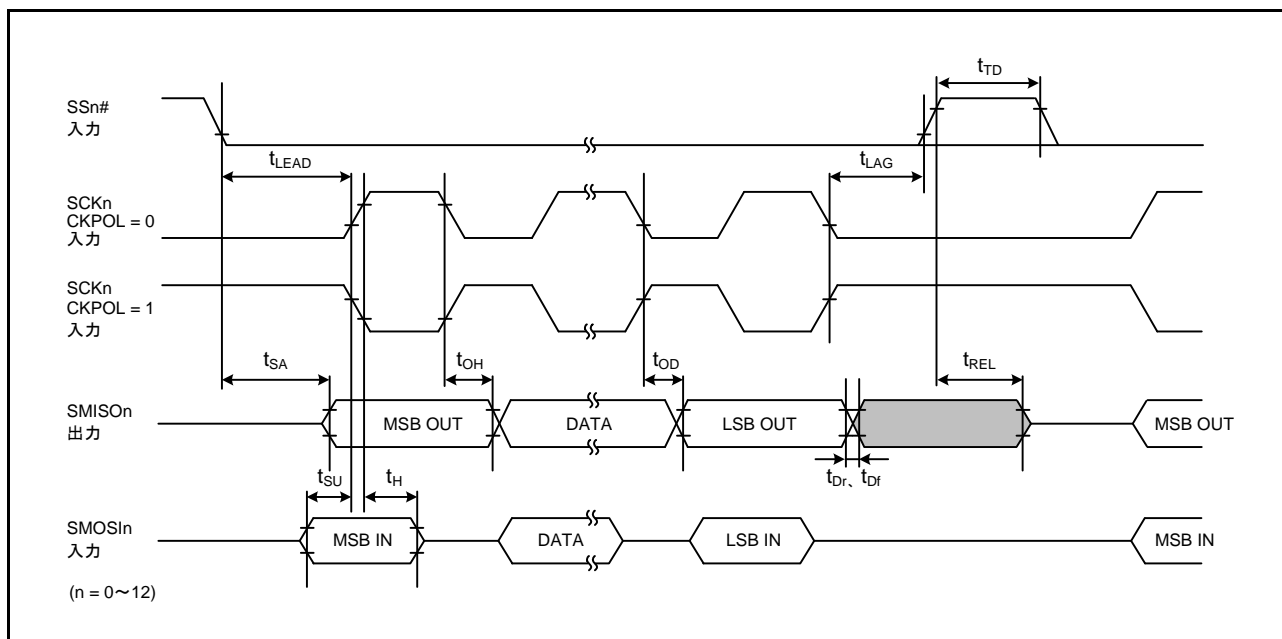 tTD
SSn#
入力
tLEAD
tLAG
SCKn
CKPOL = 0
入力
SCKn
CKPOL = 1
入力
tSA
tOH
tOD
tREL
SMISOn
出力
MSB OUT
DATA
LSB OUT
MSB OUT
tSU
tH
tDr、tDf
SMOSIn
入力
MSB IN
DATA
LSB IN
MSB IN
(n = 0～12)